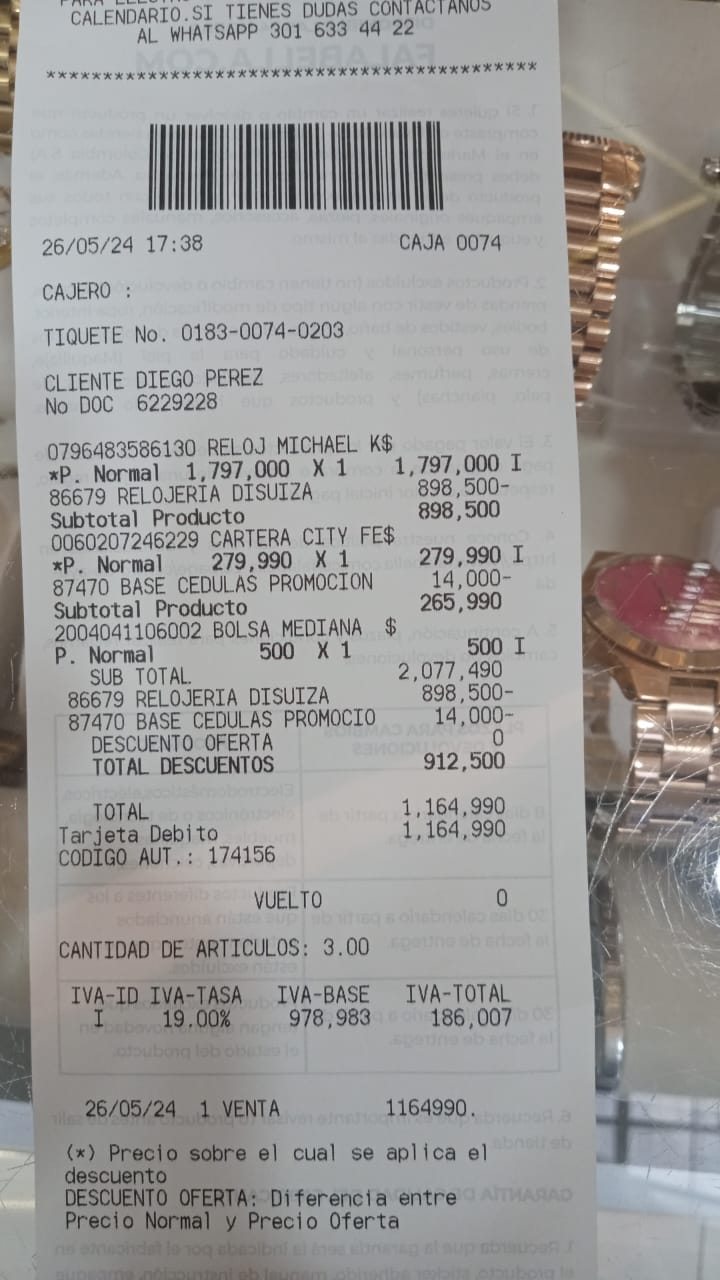 CALENDARIO.SI TIENES DUDAS CONTACTANOS
AL WHATSAPP 301 633 44 22
*******************************************
26/05/24 17:38 CAJA 0074
CAJERO :
TIQUETE No. 0183-0074-0203
CLIENTE DIEGO PEREZ
No DOC 6229228
0796483586130 RELOJ MICHAEL K$
*P. Normal 1,797,000 X 1 1,797,000 I
86679 RELOJERIA DISUIZA 898,500-
Subtotal Producto 898,500
0060207246229 CARTERA CITY FE$
*P. Normal 279,990 X 1 279,990 I
87470 BASE CEDULAS PROMOCION 14,000-
Subtotal Producto 265,990
2004041106002 BOLSA MEDIANA $
P. Normal 500 X 1 500 I
SUB TOTAL 2,077,490
86679 RELOJERIA DISUIZA 898,500-
87470 BASE CEDULAS PROMOCIO 14,000-
DESCUENTO OFERTA 0
TOTAL DESCUENTOS 912,500
TOTAL 1,164,990
Tarjeta Debito 1,164,990
CODIGO AUT.: 174156
VUELTO 0
CANTIDAD DE ARTICULOS: 3.00
IVA-ID IVA-TASA IVA-BASE IVA-TOTAL
I 19.00% 978,983 186,007
26/05/24 1 VENTA 1164990.
(*) Precio sobre el cual se aplica el
descuento
DESCUENTO OFERTA: Diferencia entre
Precio Normal y Precio Oferta